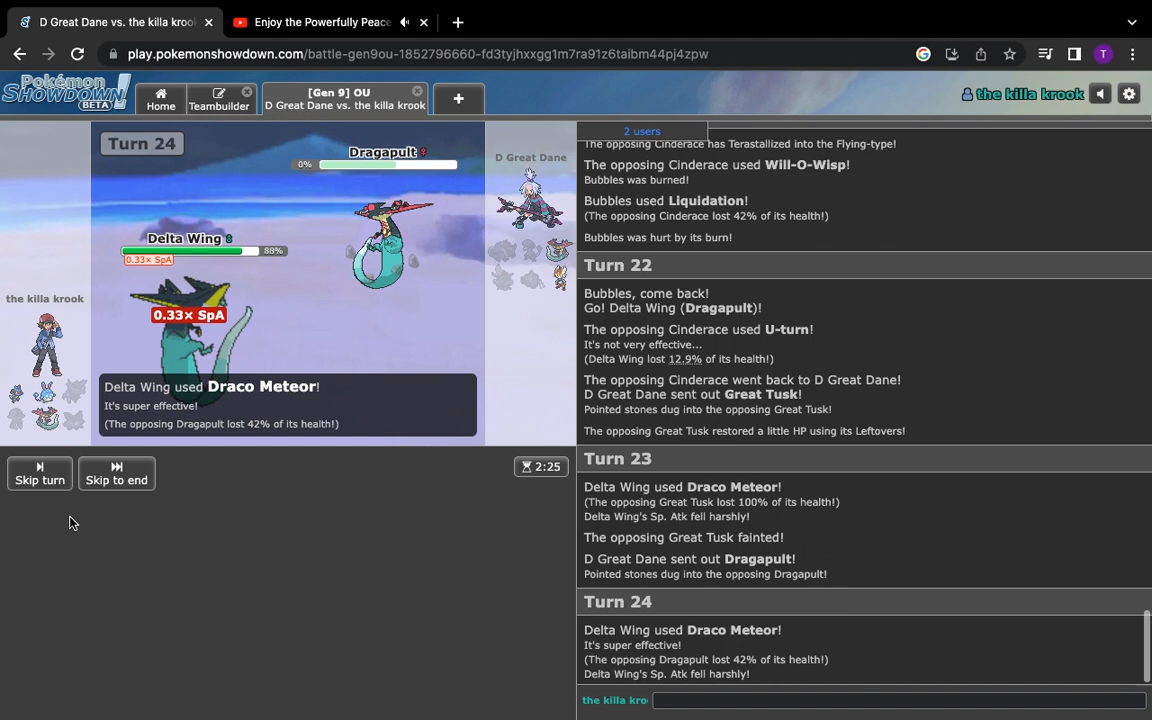 D Great Dane vs. the killa kroo
Enjoy the Powerfully Peace
play.pokemonshowdown.com/battle-gen9ou-1852796660-fd3tyjhxxgg1m7ra91z6taibm44pj4zpw
T
Pokémon
SHOWDOWN!
BETA
Home
Teambuilder
[Gen 9] OU
D Great Dane vs. the killa krook
the killa krook
Turn 24
Dragapult
0%
Delta Wing
88%
0.33× SpA
0.33× SpA
Delta Wing used Draco Meteor!
It's super effective!
(The opposing Dragapult lost 42% of its health!)
the killa krook
D Great Dane
Skip turn
Skip to end
2:25
2 users
The opposing Cinderace has Terastallized into the Flying-type!
The opposing Cinderace used Will-O-Wisp!
Bubbles was burned!
Bubbles used Liquidation!
(The opposing Cinderace lost 42% of its health!)
Bubbles was hurt by its burn!
Turn 22
Bubbles, come back!
Go! Delta Wing (Dragapult)!
The opposing Cinderace used U-turn!
It's not very effective...
(Delta Wing lost 12.9% of its health!)
The opposing Cinderace went back to D Great Dane!
D Great Dane sent out Great Tusk!
Pointed stones dug into the opposing Great Tusk!
The opposing Great Tusk restored a little HP using its Leftovers!
Turn 23
Delta Wing used Draco Meteor!
(The opposing Great Tusk lost 100% of its health!)
Delta Wing's Sp. Atk fell harshly!
The opposing Great Tusk fainted!
D Great Dane sent out Dragapult!
Pointed stones dug into the opposing Dragapult!
Turn 24
Delta Wing used Draco Meteor!
It's super effective!
(The opposing Dragapult lost 42% of its health!)
Delta Wing's Sp. Atk fell harshly!
the killa kro